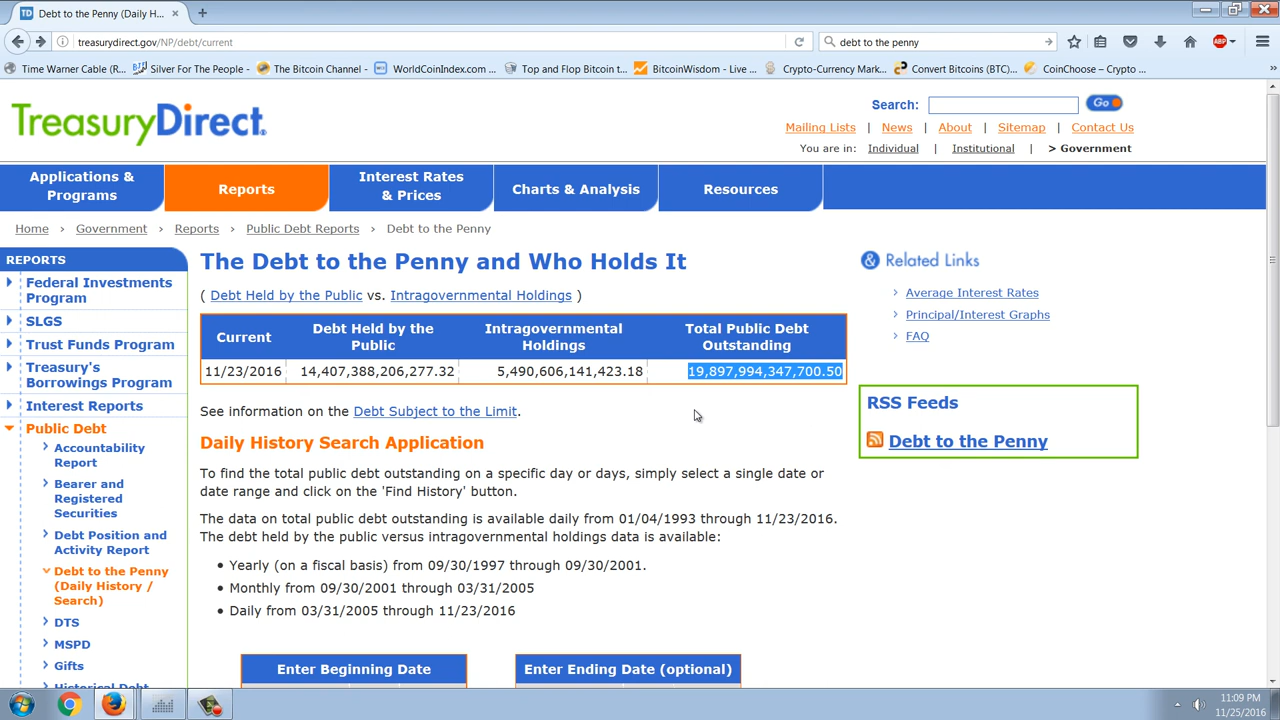 TD Debt to the Penny (Daily H...
treasurydirect.gov/NP/debt/current
debt to the penny
ABP
Time Warner Cable (R...
Silver For The People - ...
The Bitcoin Channel - ...
WorldCoinIndex.com ...
Top and Flop Bitcoin t...
BitcoinWisdom - Live ...
Crypto-Currency Mark...
Convert Bitcoins (BTC)...
CoinChoose – Crypto ...
TreasuryDirect
Search:
Go
Mailing Lists | News | About | Sitemap | Contact Us
You are in: Individual | Institutional | > Government
Applications & Programs
Reports
Interest Rates & Prices
Charts & Analysis
Resources
Home › Government › Reports › Public Debt Reports › Debt to the Penny
REPORTS
Federal Investments
Program
SLGS
Trust Funds Program
Treasury's
Borrowings Program
Interest Reports
Public Debt
Accountability
Report
Bearer and
Registered
Securities
Debt Position and
Activity Report
Debt to the Penny
(Daily History /
Search)
DTS
MSPD
Gifts
Historical Debt
The Debt to the Penny and Who Holds It
( Debt Held by the Public vs. Intragovernmental Holdings )
Current
Debt Held by the
Public
Intragovernmental
Holdings
Total Public Debt
Outstanding
11/23/2016 14,407,388,206,277.32 5,490,606,141,423.18 19,897,994,347,700.50
See information on the Debt Subject to the Limit.
Daily History Search Application
To find the total public debt outstanding on a specific day or days, simply select a single date or
date range and click on the 'Find History' button.
The data on total public debt outstanding is available daily from 01/04/1993 through 11/23/2016.
The debt held by the public versus intragovernmental holdings data is available:
• Yearly (on a fiscal basis) from 09/30/1997 through 09/30/2001.
• Monthly from 09/30/2001 through 03/31/2005
• Daily from 03/31/2005 through 11/23/2016
Enter Beginning Date
Enter Ending Date (optional)
Related Links
Average Interest Rates
Principal/Interest Graphs
FAQ
RSS Feeds
Debt to the Penny
11:09 PM
11/25/2016